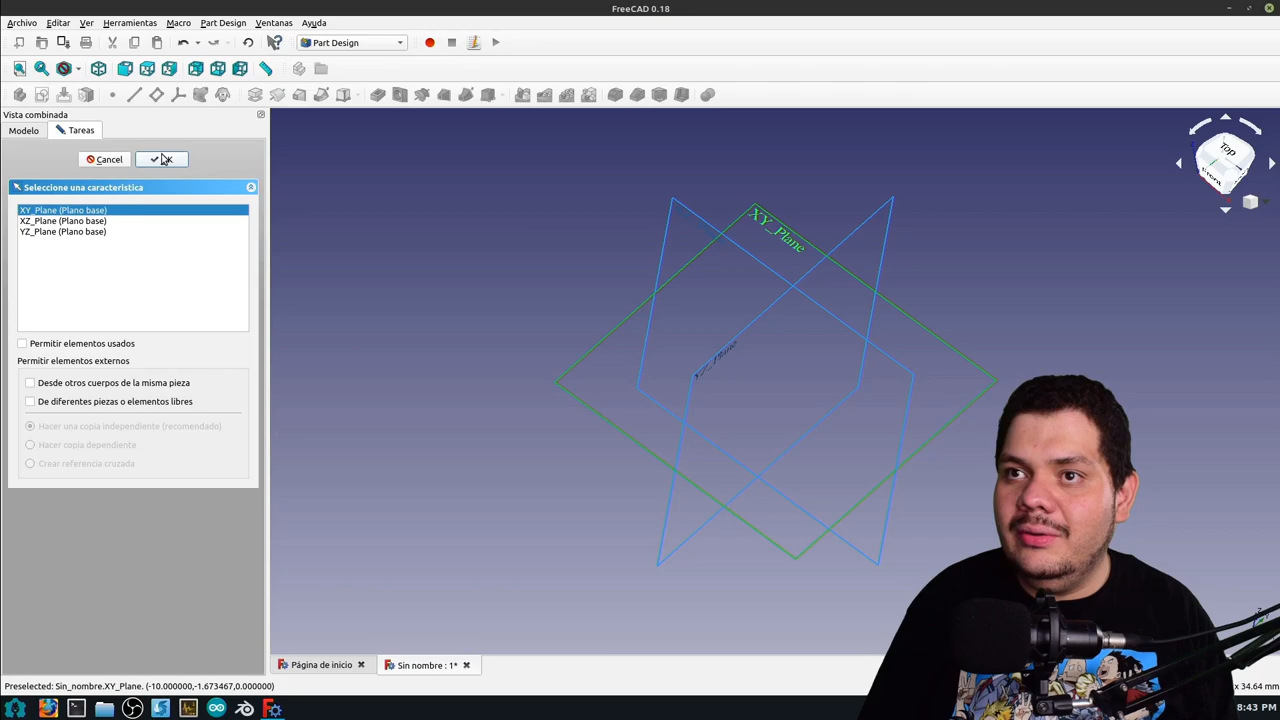 FreeCAD 0.18
Archivo Editar Ver Herramientas Macro Part Design Ventanas Ayuda
Part Design
Vista combinada
Modelo Tareas
Cancel
Seleccione una característica
XY_Plane (Plano base)
XZ_Plane (Plano base)
YZ_Plane (Plano base)
Permitir elementos usados
Permitir elementos externos
Desde otros cuerpos de la misma pieza
De diferentes piezas o elementos libres
Hacer una copia independiente (recomendado)
Hacer copia dependiente
Crear referencia cruzada
XY_Plane
Top
Front
Página de inicio Sin nombre : 1*
Preselected: Sin_nombre.XY_Plane. (-10.000000,-1.673467,0.000000)
x 34.64 mm
8:43 PM